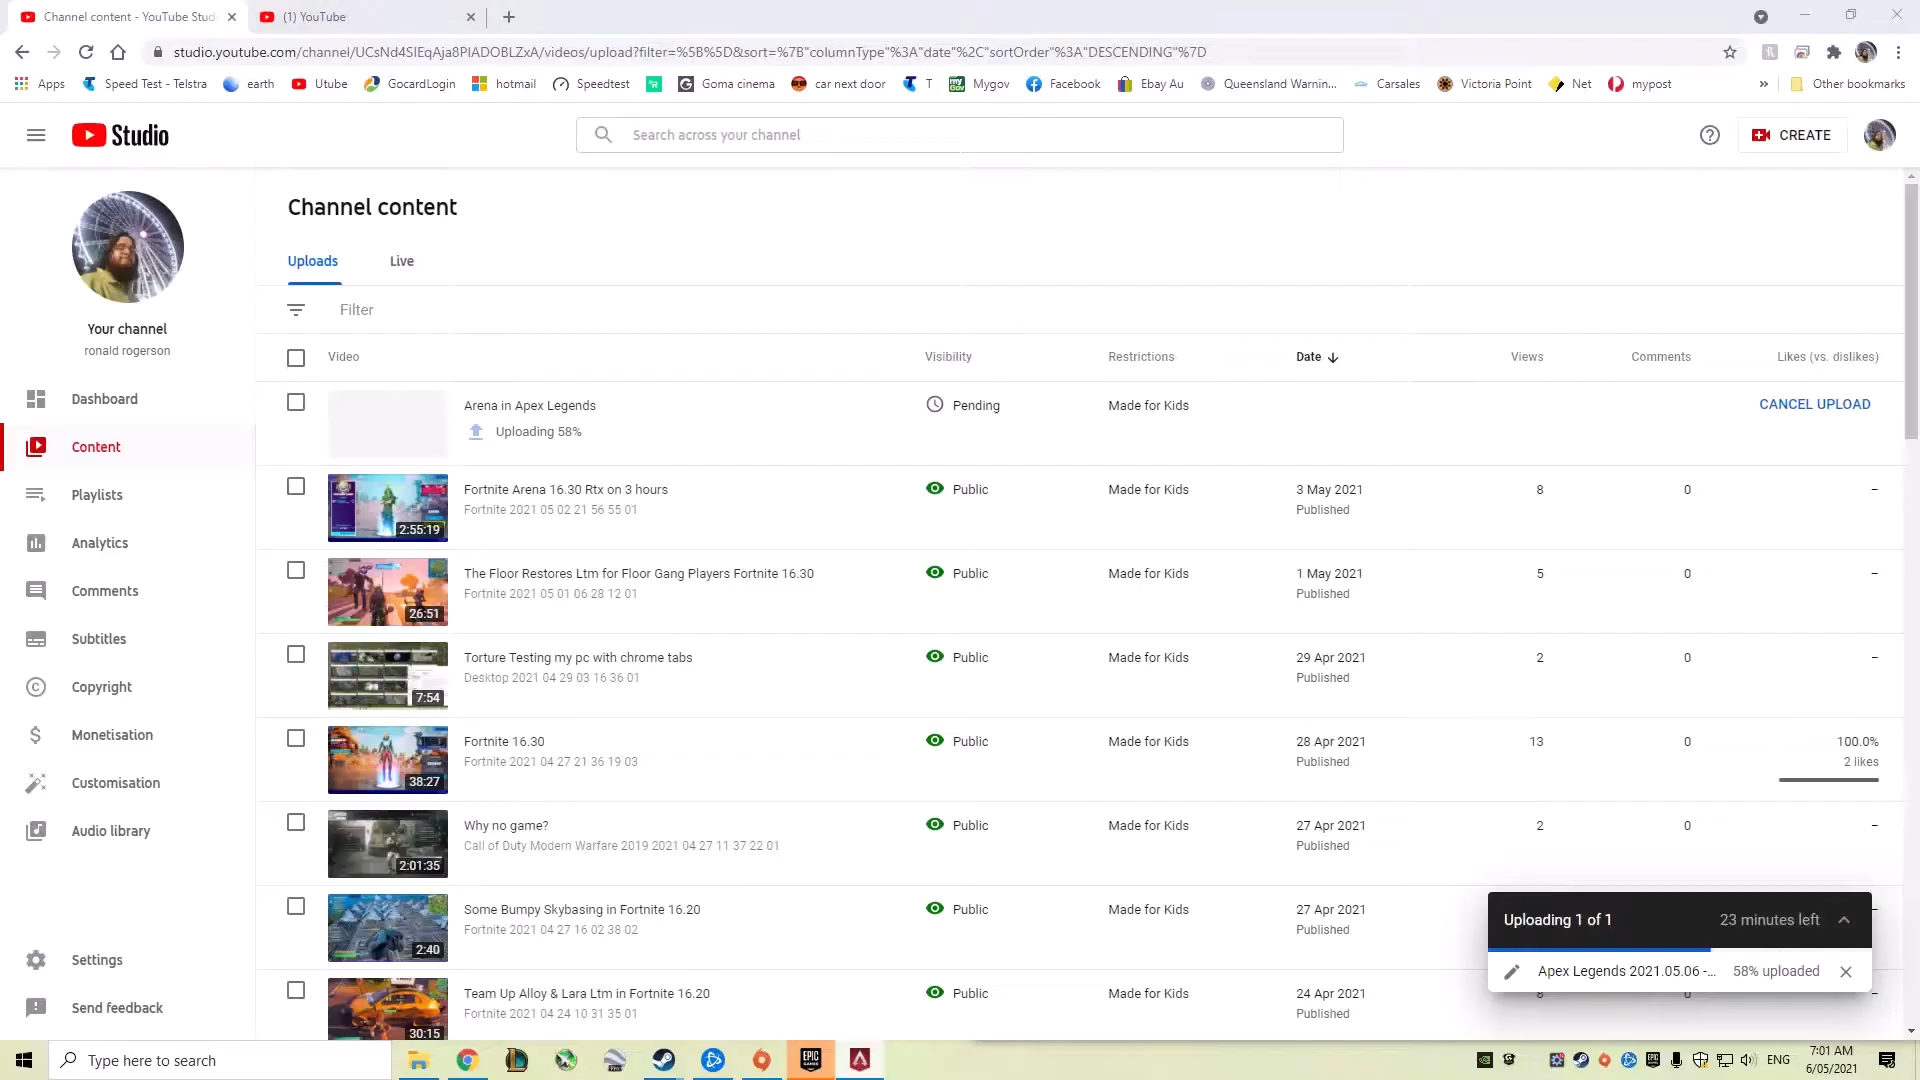 Channel content - YouTube Stud
(1) YouTube
studio.youtube.com/channel/UCsNd4SIEqAja8PIADOBLZxA/videos/upload?filter=%5B%5D&sort=%7B"columnType"%3A"date"%2C"sortOrder"%3A"DESCENDING"%7D
Apps Speed Test - Telstra earth Utube GocardLogin hotmail Speedtest Goma cinema car next door T Mygov Facebook Ebay Au Queensland Warnin... Carsales Victoria Point Net mypost » Other bookmarks
Studio
Search across your channel
CREATE
Your channel
ronald rogerson
Dashboard
Content
Playlists
Analytics
Comments
Subtitles
Copyright
Monetisation
Customisation
Audio library
Settings
Send feedback
Channel content
Uploads Live
Filter
Video Visibility Restrictions Date Views Comments Likes (vs. dislikes)
Arena in Apex Legends Pending Made for Kids CANCEL UPLOAD
Uploading 58%
Fortnite Arena 16.30 Rtx on 3 hours Public Made for Kids 3 May 2021 8 0 –
Fortnite 2021 05 02 21 56 55 01 Published
2:55:19
The Floor Restores Ltm for Floor Gang Players Fortnite 16.30 Public Made for Kids 1 May 2021 5 0 –
Fortnite 2021 05 01 06 28 12 01 Published
26:51
Torture Testing my pc with chrome tabs Public Made for Kids 29 Apr 2021 2 0 –
Desktop 2021 04 29 03 16 36 01 Published
7:54
Fortnite 16.30 Public Made for Kids 28 Apr 2021 13 0 100.0%
Fortnite 2021 04 27 21 36 19 03 Published 2 likes
38:27
Why no game? Public Made for Kids 27 Apr 2021 2 0 –
Call of Duty Modern Warfare 2019 2021 04 27 11 37 22 01 Published
2:01:35
Some Bumpy Skybasing in Fortnite 16.20 Public Made for Kids 27 Apr 2021 –
Fortnite 2021 04 27 16 02 38 02 Published
2:40
Team Up Alloy & Lara Ltm in Fortnite 16.20 Public Made for Kids 24 Apr 2021 8 0 –
Fortnite 2021 04 24 10 31 35 01 Published
30:15
Uploading 1 of 1 23 minutes left
Apex Legends 2021.05.06 -... 58% uploaded
Type here to search
EPIC GAMES
ENG
7:01 AM
6/05/2021